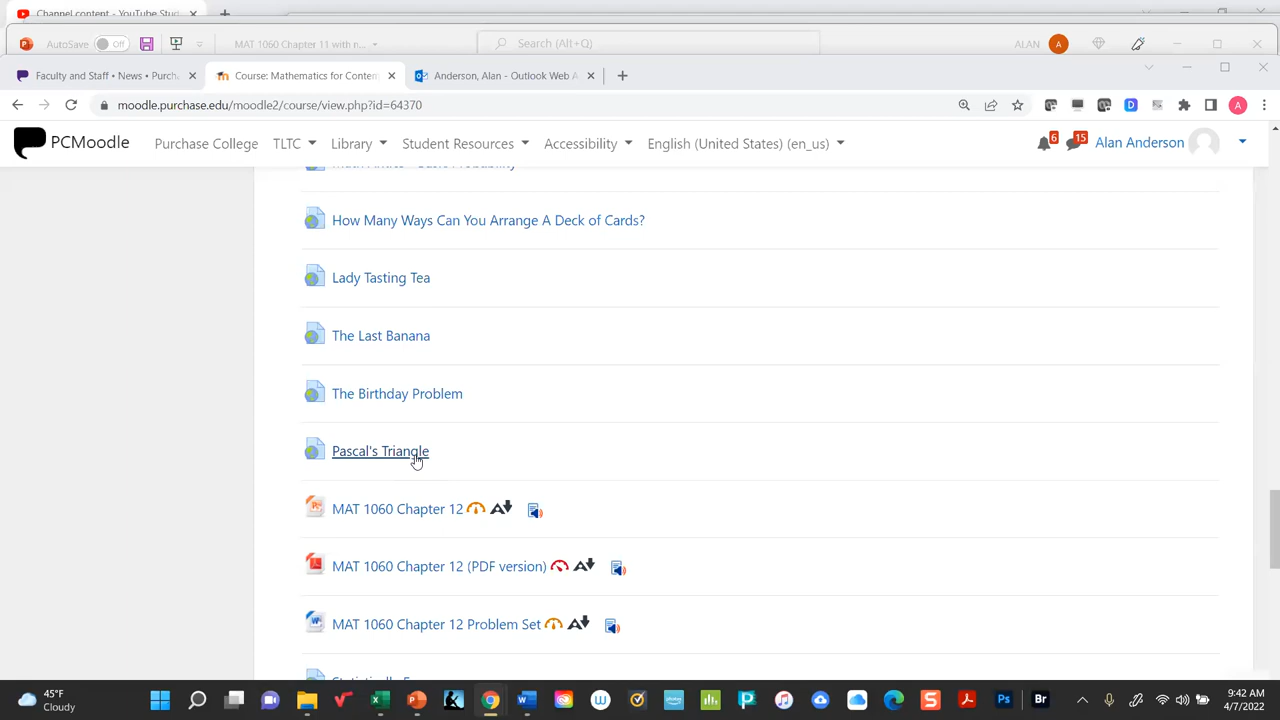 Channel content - YouTube Stud
AutoSave Off MAT 1060 Chapter 11 with n... Search (Alt+Q) ALAN A
Faculty and Staff • News • Purch Course: Mathematics for Conten Anderson, Alan - Outlook Web A
moodle.purchase.edu/moodle2/course/view.php?id=64370 A
PCMoodle Purchase College TLTC Library Student Resources Accessibility English (United States) (en_us) 6 15 Alan Anderson
How Many Ways Can You Arrange A Deck of Cards?
Lady Tasting Tea
The Last Banana
The Birthday Problem
Pascal's Triangle
MAT 1060 Chapter 12
MAT 1060 Chapter 12 (PDF version)
MAT 1060 Chapter 12 Problem Set
45°F 9:42 AM
Cloudy 4/7/2022